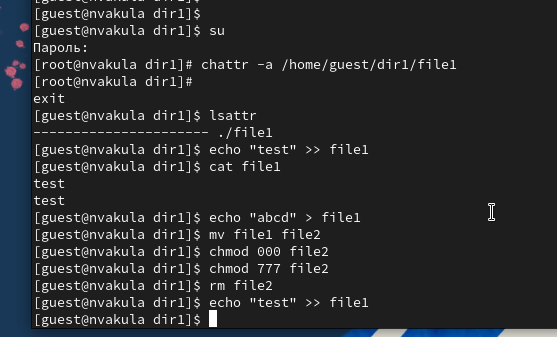 [guest@nvakula dir1]$
[guest@nvakula dir1]$
[guest@nvakula dir1]$ su
Пароль:
[root@nvakula dir1]# chattr -a /home/guest/dir1/file1
[root@nvakula dir1]#
exit
[guest@nvakula dir1]$ lsattr
---------------------- ./file1
[guest@nvakula dir1]$ echo "test" >> file1
[guest@nvakula dir1]$ cat file1
test
test
[guest@nvakula dir1]$ echo "abcd" > file1
[guest@nvakula dir1]$ mv file1 file2
[guest@nvakula dir1]$ chmod 000 file2
[guest@nvakula dir1]$ chmod 777 file2
[guest@nvakula dir1]$ rm file2
[guest@nvakula dir1]$ echo "test" >> file1
[guest@nvakula dir1]$